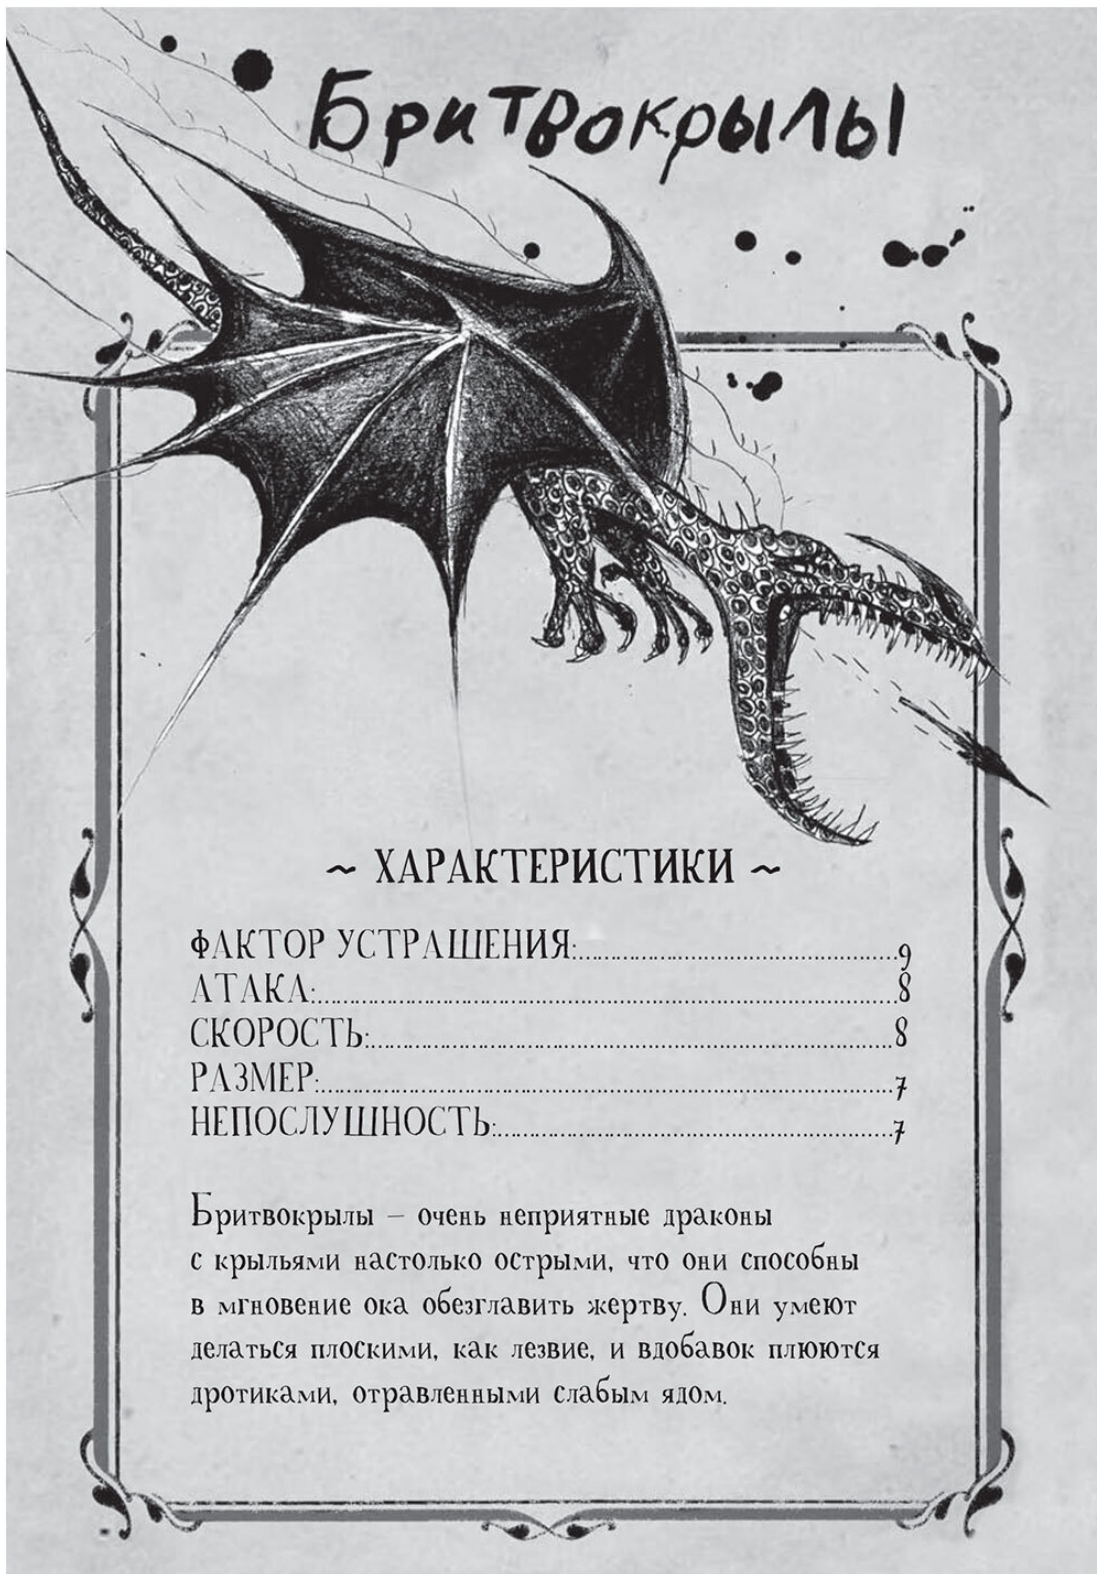 Бритвокрылы
~ ХАРАКТЕРИСТИКИ ~
ФАКТОР УСТРАШЕНИЯ:..........9
АТАКА:..........8
СКОРОСТЬ:..........8
РАЗМЕР:..........7
НЕПОСЛУШНОСТЬ:..........7
Бритвокрылы – очень неприятные драконы
с крыльями настолько острыми, что они способны
в мгновение ока обезглавить жертву. Они умеют
делаться плоскими, как лезвие, и вдобавок плюются
дротиками, отравленными слабым ядом.